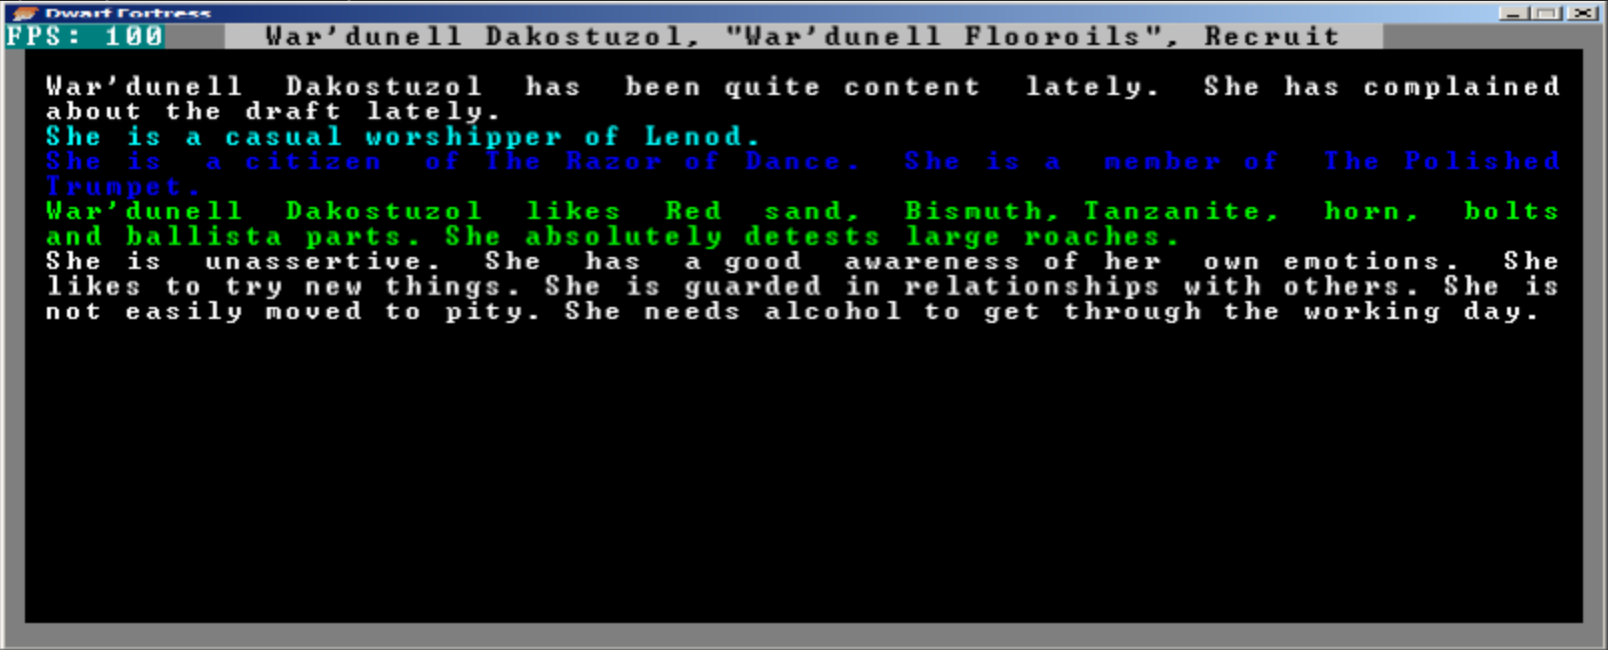 Dwarf Fortress
FPS: 100 War'dunell Dakostuzol, "War'dunell Flooroils", Recruit
War'dunell Dakostuzol has been quite content lately. She has complained
about the draft lately.
She is a casual worshipper of Lenod.
She is a citizen of The Razor of Dance. She is a member of The Polished
Trumpet.
War'dunell Dakostuzol likes Red sand, Bismuth, Tanzanite, horn, bolts
and ballista parts. She absolutely detests large roaches.
She is unassertive. She has a good awareness of her own emotions. She
likes to try new things. She is guarded in relationships with others. She is
not easily moved to pity. She needs alcohol to get through the working day.